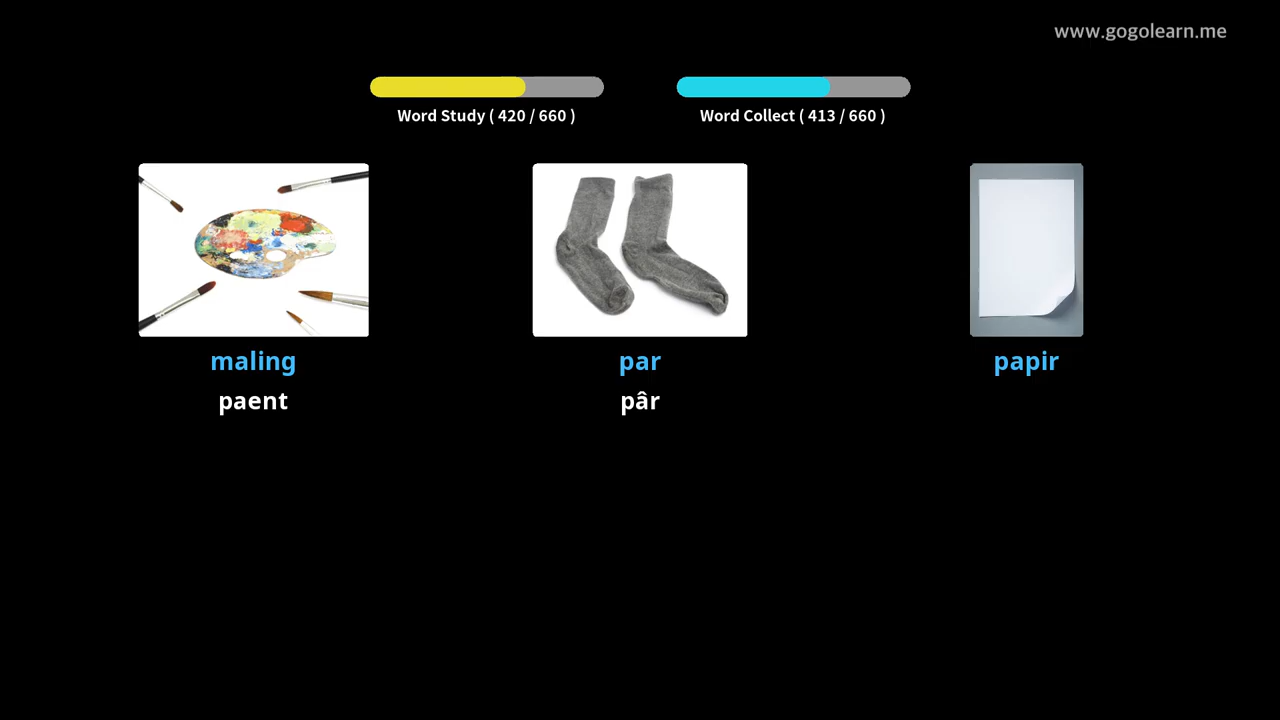 www.gogolearn.me
Word Study ( 420 / 660 )
Word Collect ( 413 / 660 )
maling
par
papir
paent
pâr